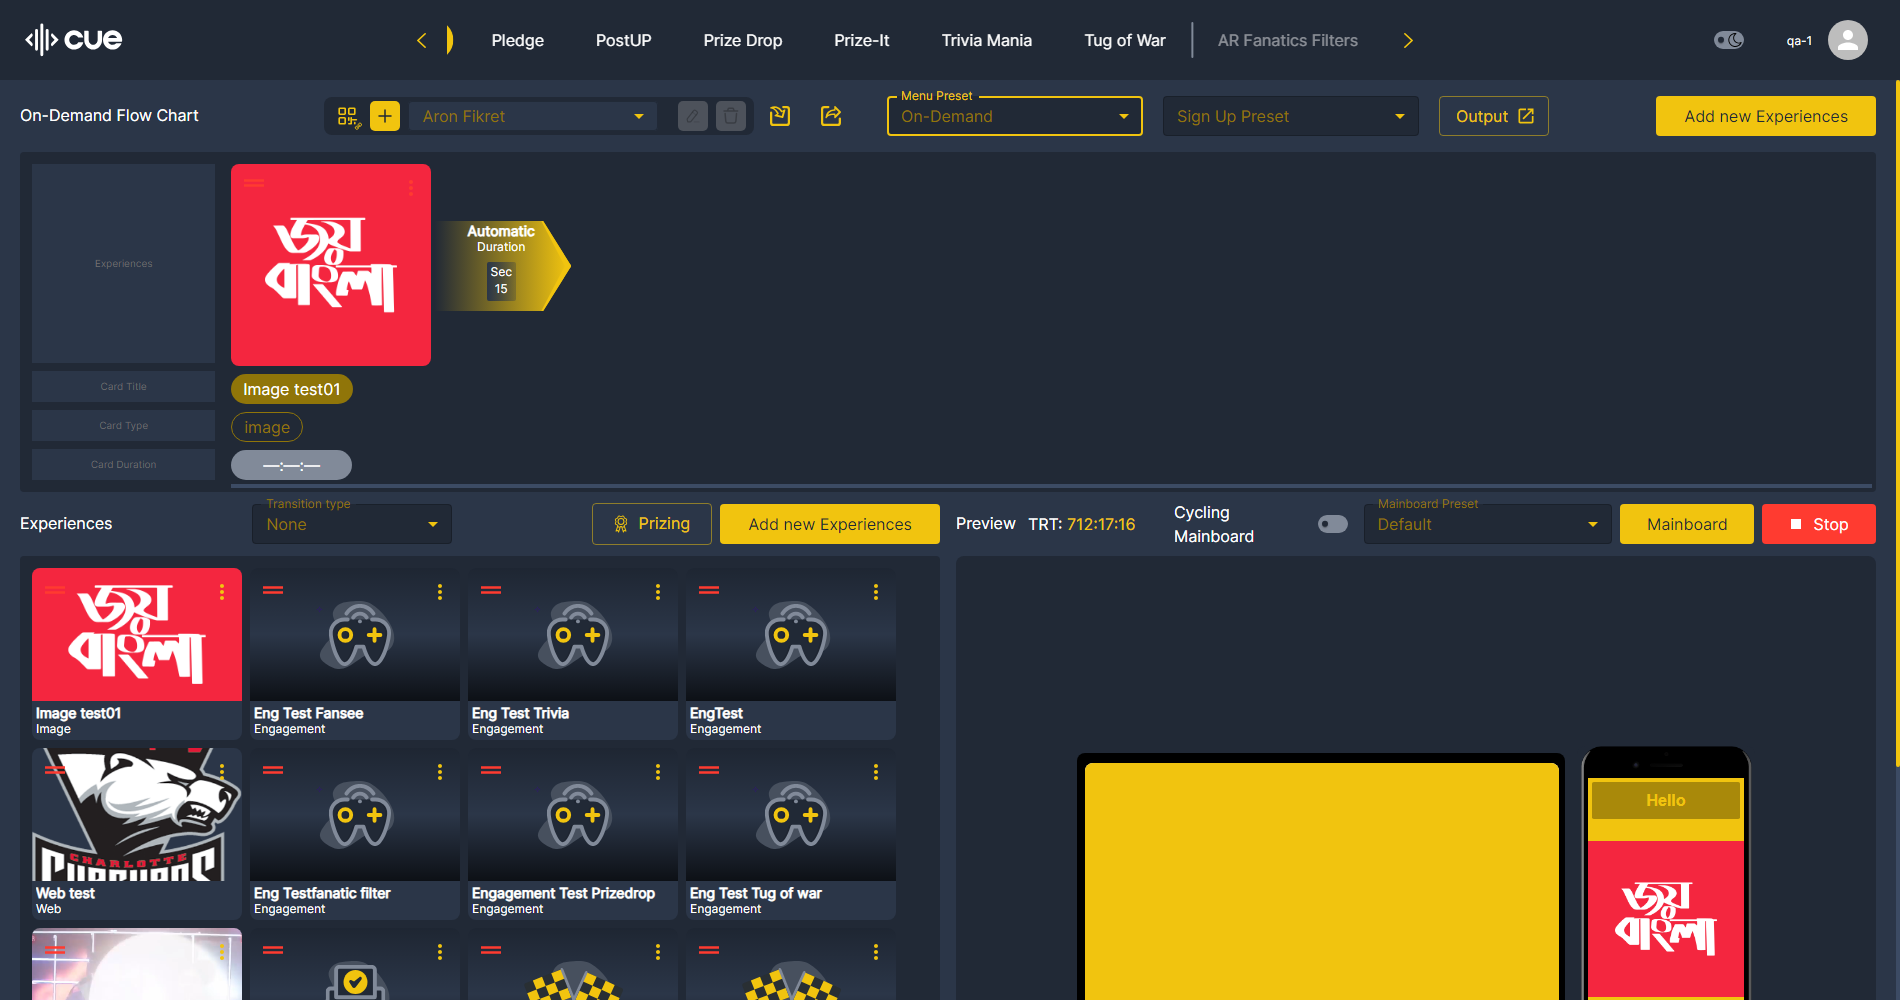 cue
Pledge
PostUP
Prize Drop
Prize-It
Trivia Mania
Tug of War
AR Fanatics Filters
qa-1
On-Demand Flow Chart
Aron Fikret
Menu Preset
On-Demand
Sign Up Preset
Output
Add new Experiences
Experiences
জয়
বাংলা
Automatic
Duration
Sec
15
Card Title
Image test01
Card Type
image
Card Duration
—:—:—
Experiences
Transition type
None
Prizing
Add new Experiences
Preview
TRT: 712:17:16
Cycling
Mainboard
Mainboard Preset
Default
Mainboard
Stop
জয়
বাংলা
Image test01
Image
Eng Test Fansee
Engagement
Eng Test Trivia
Engagement
EngTest
Engagement
CHARLOTTE
Web test
Web
Eng Testfanatic filter
Engagement
Engagement Test Prizedrop
Engagement
Eng Test Tug of war
Engagement
Hello
জয়
বাংলা